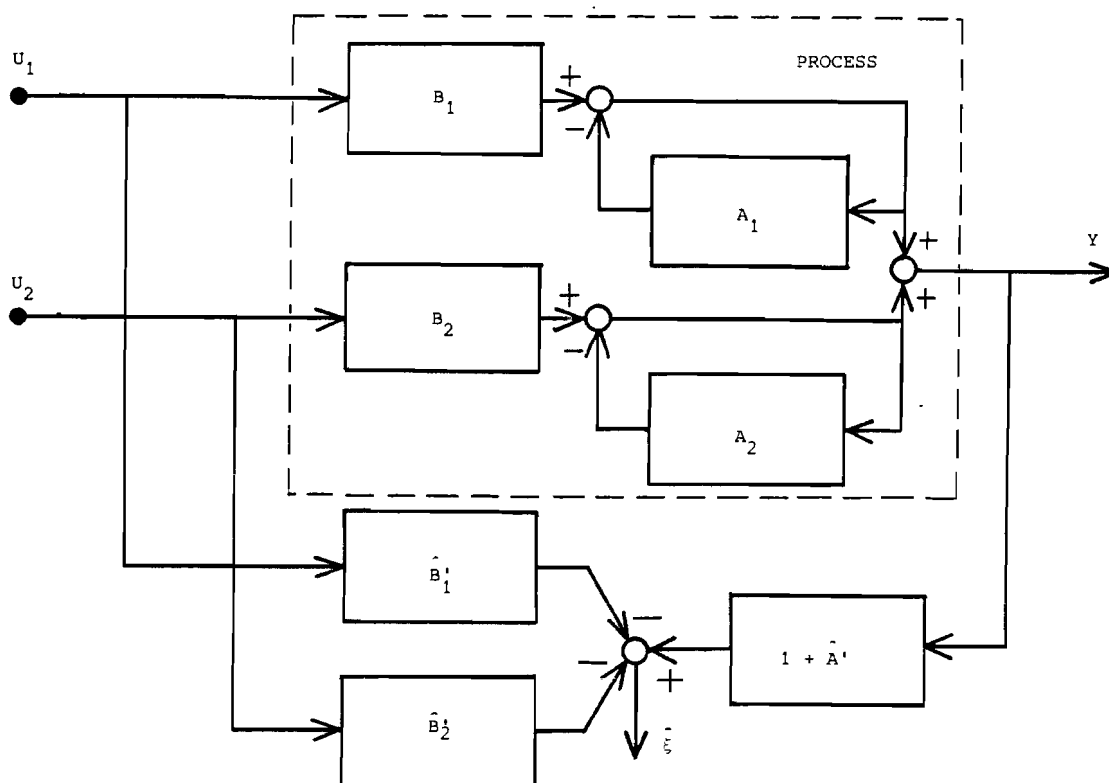 U₁
B₁
+
PROCESS
−
A₁
+
Y
U₂
B₂
+
+
−
A₂
B̂'₁
−
−
+
1 + Â'
B̂'₂
ξ̂